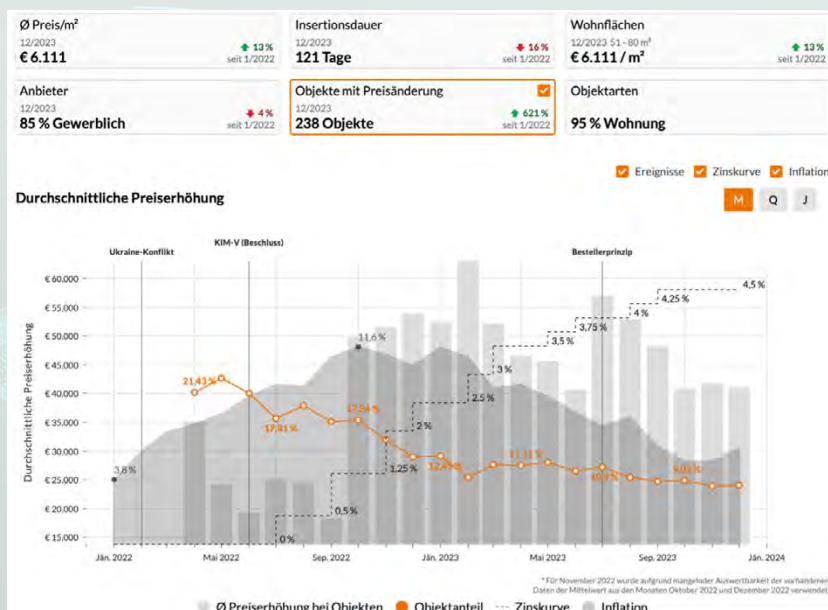 Ø Preis/m²
12/2023
€ 6.111
13 %
seit 1/2022
Insertionsdauer
12/2023
121 Tage
16 %
seit 1/2022
Wohnflächen
12/2023 51 - 80 m²
€ 6.111 / m²
13 %
seit 1/2022
Anbieter
12/2023
85 % Gewerblich
4 %
seit 1/2022
Objekte mit Preisänderung
12/2023
238 Objekte
621 %
seit 1/2022
Objektarten
95 % Wohnung
Ereignisse Zinskurve Inflation
Durchschnittliche Preiserhöhung
M Q J
Ukraine-Konflikt
KIM-V (Beschluss)
Bestellerprinzip
Durchschnittliche Preiserhöhung
€ 60.000
€ 55.000
€ 50.000
€ 45.000
€ 40.000
€ 35.000
€ 30.000
€ 25.000
€ 20.000
€ 15.000
3,8 %
21,43 %
17,81 %
0 %
0,5 %
11,6 %
17,54 %
1,25 %
2 %
12,45 %
2,5 %
3 %
11,11 %
3,5 %
3,75 %
4 %
4,25 %
9,03 %
4,5 %
Jän. 2022 Mai 2022 Sep. 2022 Jän. 2023 Mai 2023 Sep. 2023 Jän. 2024
* Für November 2022 wurde aufgrund mangelnder Auswertbarkeit der vorhandenen
Daten der Mittelwert aus den Monaten Oktober 2022 und Dezember 2022 verwendet
Ø Preiserhöhung bei Objekten Objektanteil Zinskurve Inflation